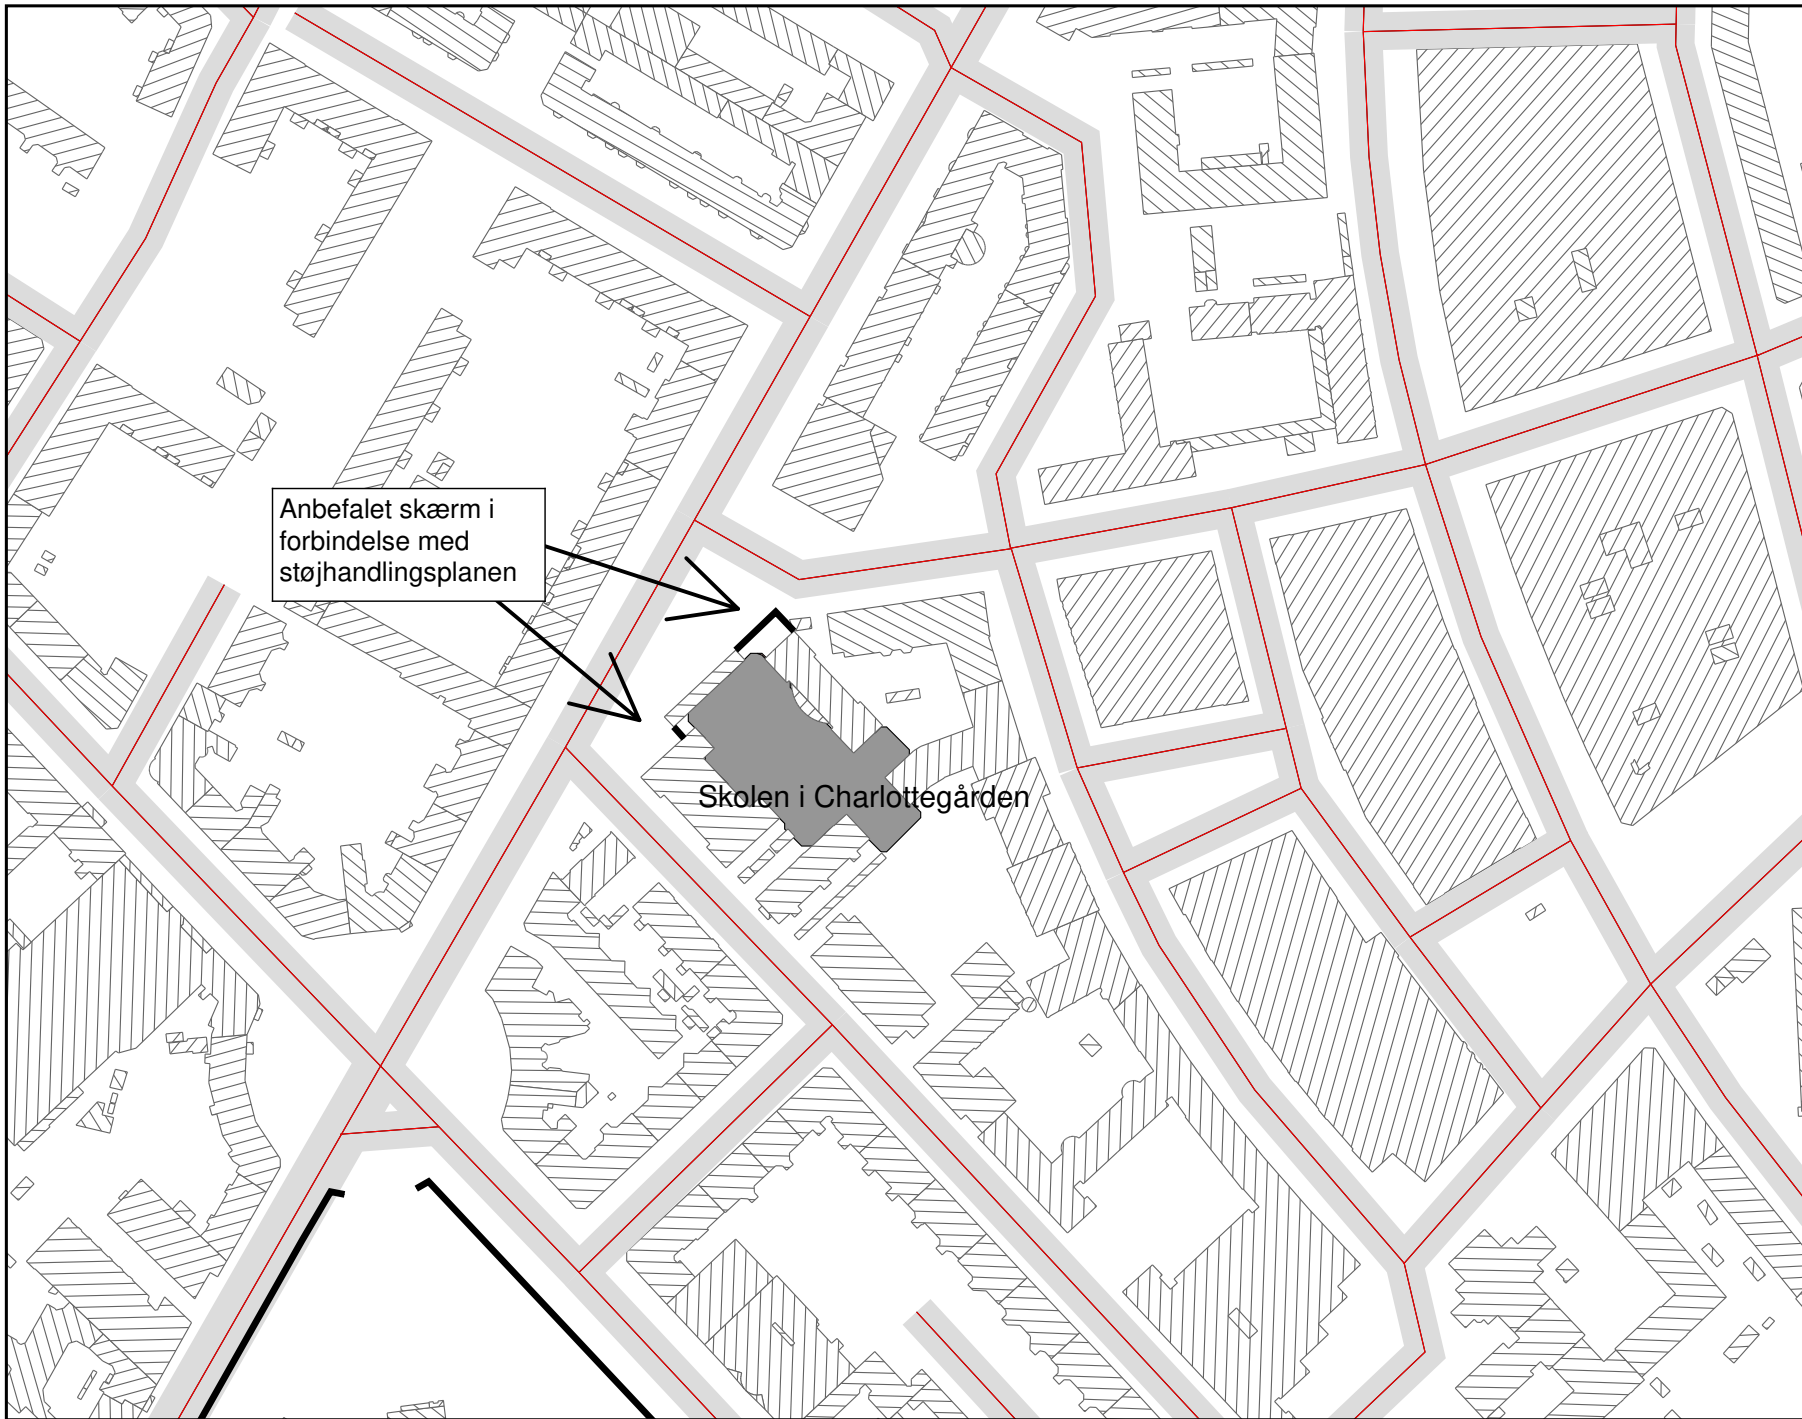 Anbefalet skærm i
forbindelse med
støjhandlingsplanen
Skolen i Charlottegården